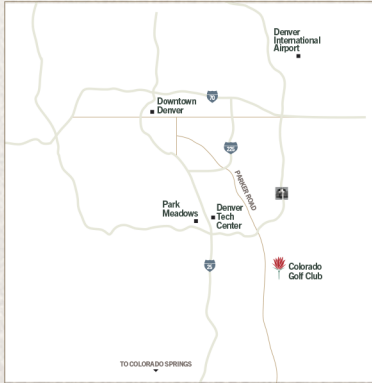 Denver
International
Airport
70
Downtown
Denver
225
PARKER ROAD
Park
Meadows
Denver
Tech
Center
25
Colorado
Golf Club
TO COLORADO SPRINGS